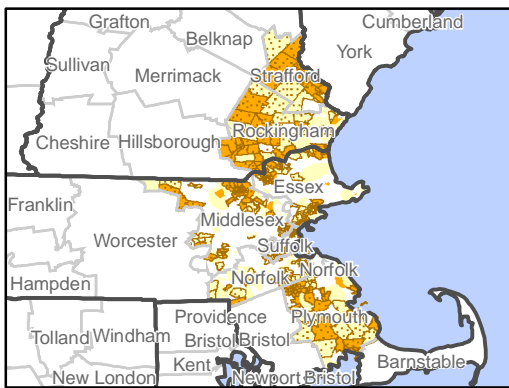 Grafton
Cumberland
Belknap
York
Sullivan
Merrimack
Strafford
Cheshire
Hillsborough
Rockingham
Essex
Franklin
Middlesex
Worcester
Suffolk
Norfolk
Norfolk
Hampden
Providence
Plymouth
Tolland
Windham
Bristol
Bristol
Kent
Barnstable
New London
Newport
Bristol